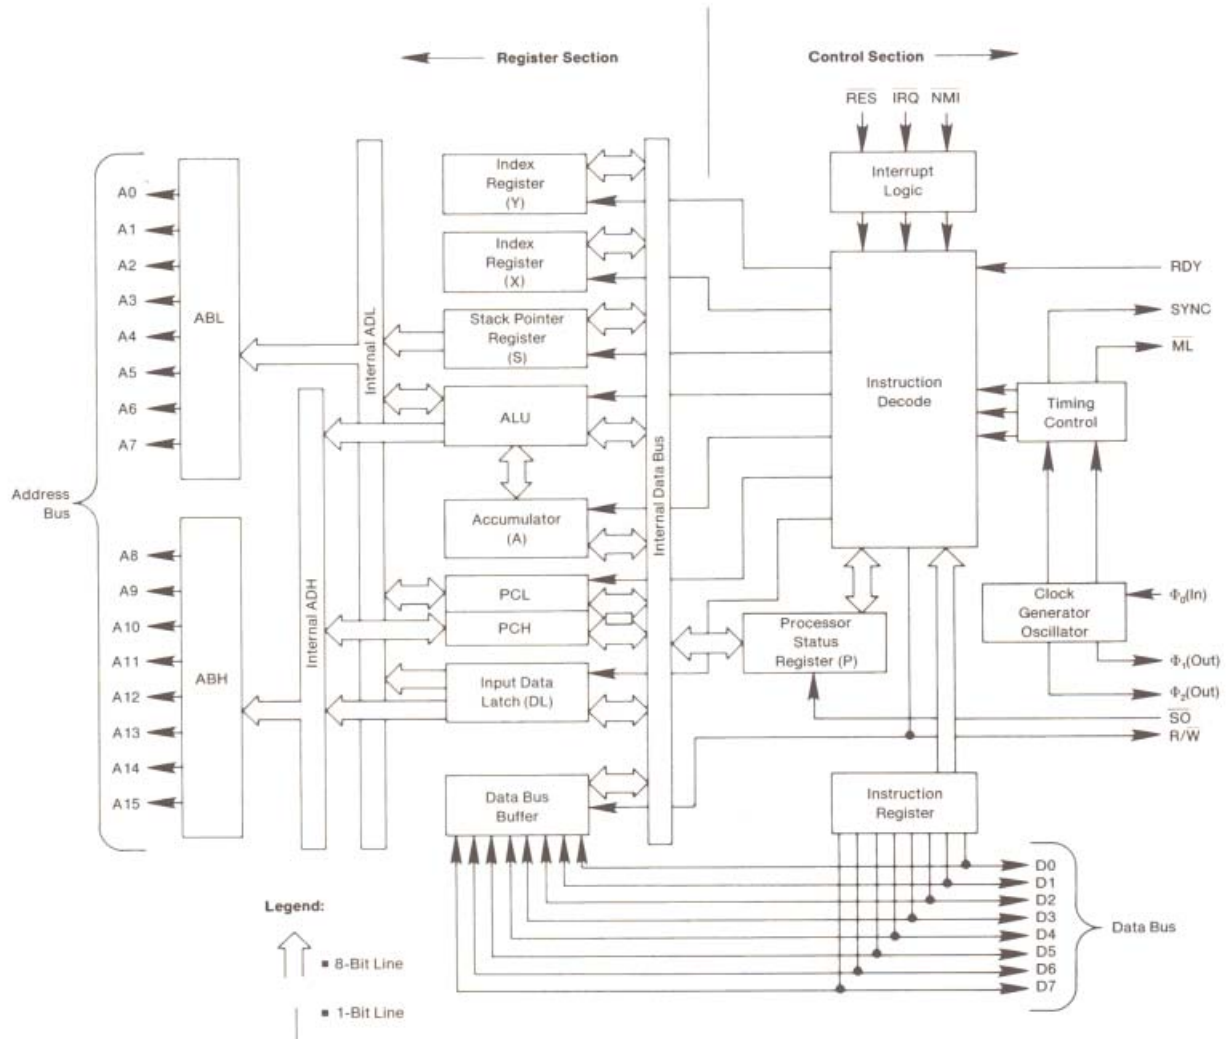 Register Section
Control Section
RES
IRQ
NMI
Interrupt
Logic
Index
Register
(Y)
Index
Register
(X)
Stack Pointer
Register
(S)
ALU
Accumulator
(A)
PCL
PCH
Input Data
Latch (DL)
Data Bus
Buffer
A0
A1
A2
A3
A4
A5
A6
A7
ABL
Address
Bus
A8
A9
A10
A11
A12
A13
A14
A15
ABH
Internal ADL
Internal ADH
Internal Data Bus
Instruction
Decode
RDY
SYNC
ML
Timing
Control
Clock
Generator
Oscillator
Φ0(In)
Φ1(Out)
Φ2(Out)
SO
R/W
Processor
Status
Register (P)
Instruction
Register
D0
D1
D2
D3
D4
D5
D6
D7
Data Bus
Legend:
■ 8-Bit Line
■ 1-Bit Line